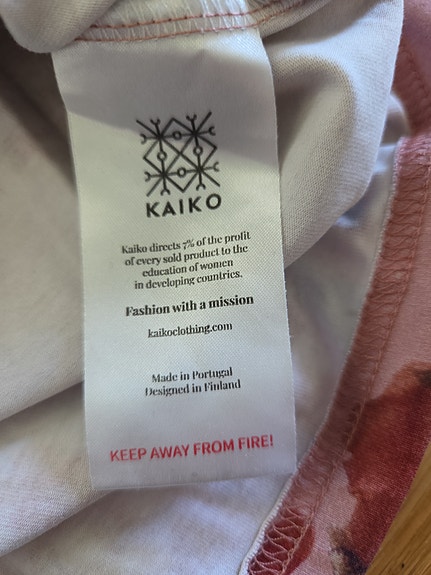 KAIKO
Kaiko directs 7% of the profit
of every sold product to the
education of women
in developing countries.
Fashion with a mission
kaikoclothing.com
Made in Portugal
Designed in Finland
KEEP AWAY FROM FIRE!